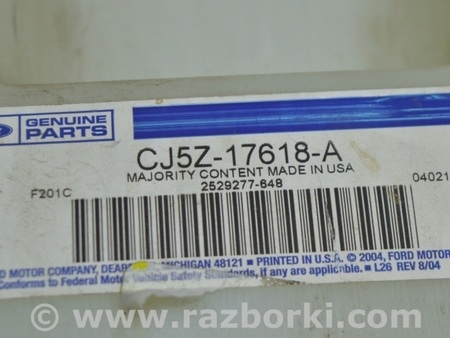 GENUINE
PARTS
CJ5Z-17618-A
MAJORITY CONTENT MADE IN USA
F201C 2529277-648 04021
MOTOR COMPANY, DEARBORN, MICHIGAN 48121 ■ PRINTED IN U.S.A. © 2004, FORD MOTOR
Conforms to Federal Motor Vehicle Safety Standards, if any are applicable. ■ L26 REV 8/04
© www.razborki.com